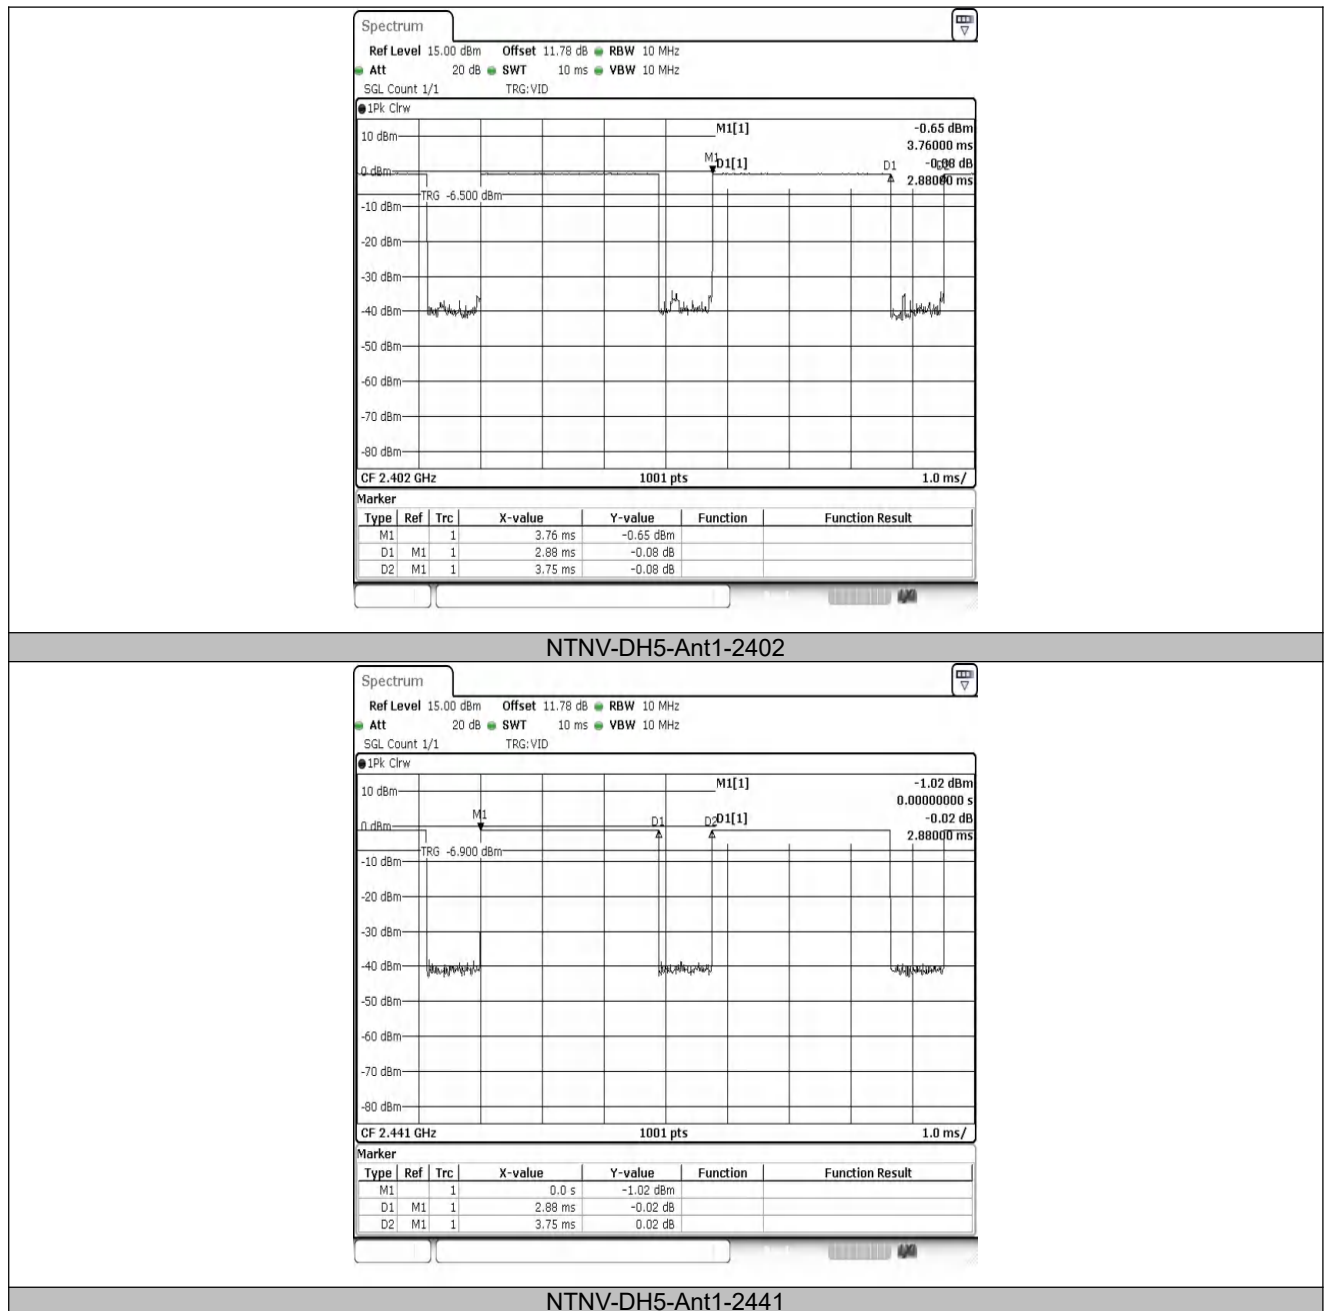 Spectrum
Ref Level 15.00 dBm Offset 11.78 dB RBW 10 MHz
Att 20 dB SWT 10 ms VBW 10 MHz
SGL Count 1/1 TRG:VID
1Pk Clrw
M1[1] -0.65 dBm
10 dBm
3.76000 ms
M1 D1[1] D1 -0.08 dB D2
0 dBm
2.88000 ms
TRG -6.500 dBm
-10 dBm
-20 dBm
-30 dBm
-40 dBm
-50 dBm
-60 dBm
-70 dBm
-80 dBm
CF 2.402 GHz 1001 pts 1.0 ms/
Marker
Type Ref Trc X-value Y-value Function Function Result
M1 1 3.76 ms -0.65 dBm
D1 M1 1 2.88 ms -0.08 dB
D2 M1 1 3.75 ms -0.08 dB
NTNV-DH5-Ant1-2402
Spectrum
Ref Level 15.00 dBm Offset 11.78 dB RBW 10 MHz
Att 20 dB SWT 10 ms VBW 10 MHz
SGL Count 1/1 TRG:VID
1Pk Clrw
M1[1] -1.02 dBm
10 dBm
0.00000000 s
M1 D1 D2 D1[1] -0.02 dB
0 dBm
2.88000 ms
TRG -6.900 dBm
-10 dBm
-20 dBm
-30 dBm
-40 dBm
-50 dBm
-60 dBm
-70 dBm
-80 dBm
CF 2.441 GHz 1001 pts 1.0 ms/
Marker
Type Ref Trc X-value Y-value Function Function Result
M1 1 0.0 s -1.02 dBm
D1 M1 1 2.88 ms -0.02 dB
D2 M1 1 3.75 ms 0.02 dB
NTNV-DH5-Ant1-2441